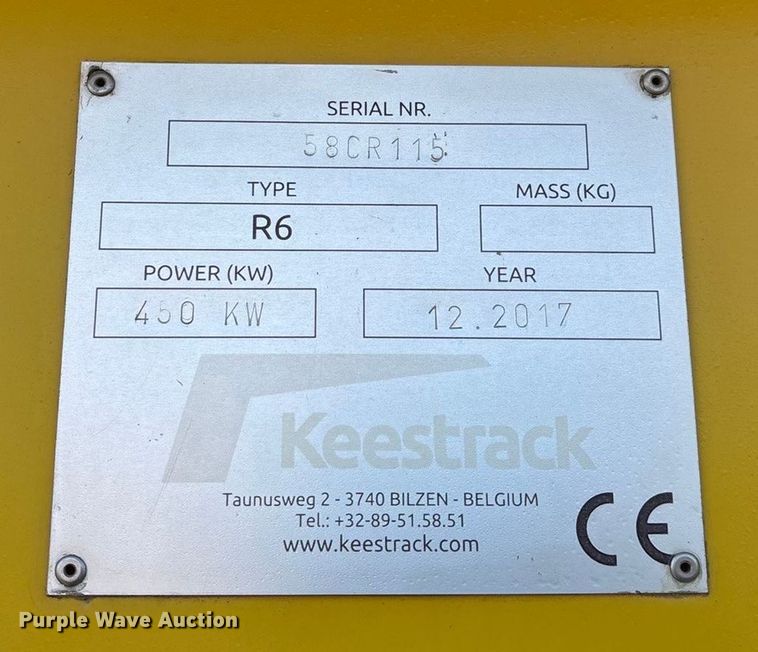 SERIAL NR.
58CR115
TYPE MASS (KG)
R6
POWER (KW) YEAR
450 KW 12.2017
Keestrack
Taunusweg 2 - 3740 BILZEN - BELGIUM
Tel.: +32-89-51.58.51
www.keestrack.com
CE
Purple Wave Auction